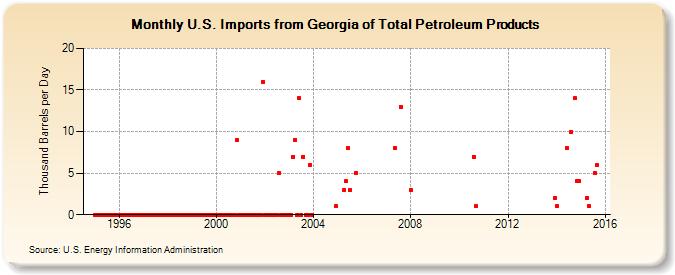 Monthly U.S. Imports from Georgia of Total Petroleum Products
Thousand Barrels per Day
20
15
10
5
0
1996 2000 2004 2008 2012 2016
Source: U.S. Energy Information Administration